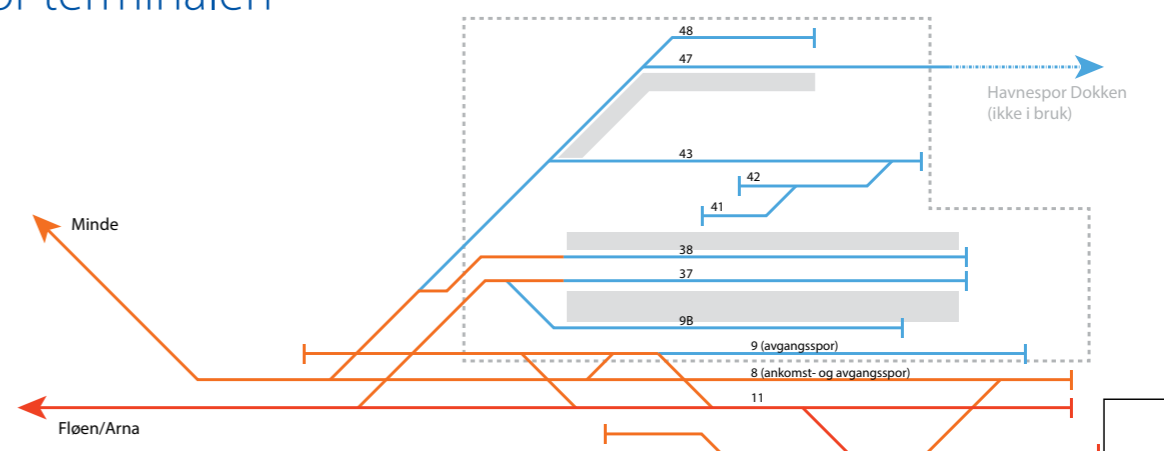 or terminalen
48
47
Havnespor Dokken
(ikke i bruk)
43
42
41
Minde
38
37
9B
9 (avgangsspor)
8 (ankomst- og avgangsspor)
11
Fløen/Arna